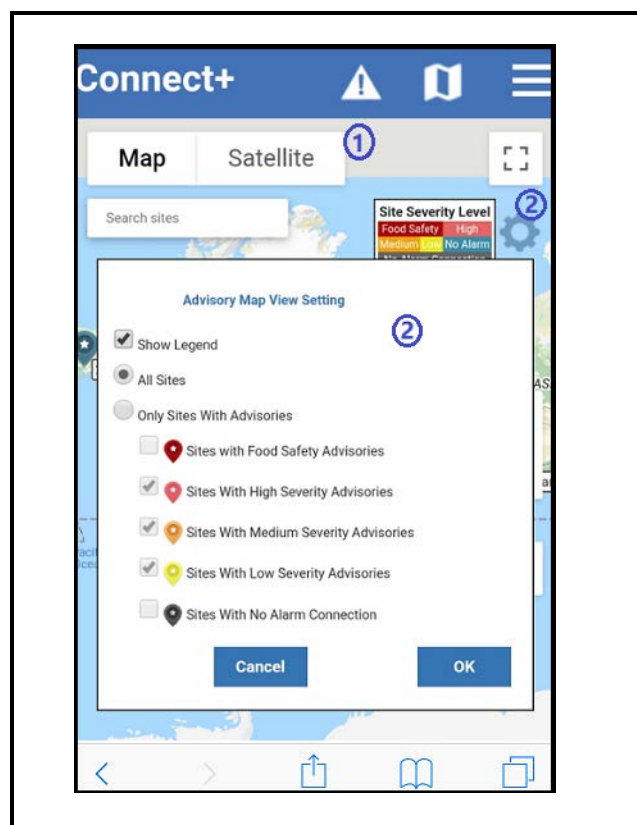 Connect+
Map Satellite ①
Search sites
Site Severity Level ②
Food Safety High
Medium Low No Alarm
No Alarm Connection
Advisory Map View Setting
②
Show Legend
All Sites
Only Sites With Advisories
Sites with Food Safety Advisories
Sites With High Severity Advisories
Sites With Medium Severity Advisories
Sites With Low Severity Advisories
Sites With No Alarm Connection
Cancel OK